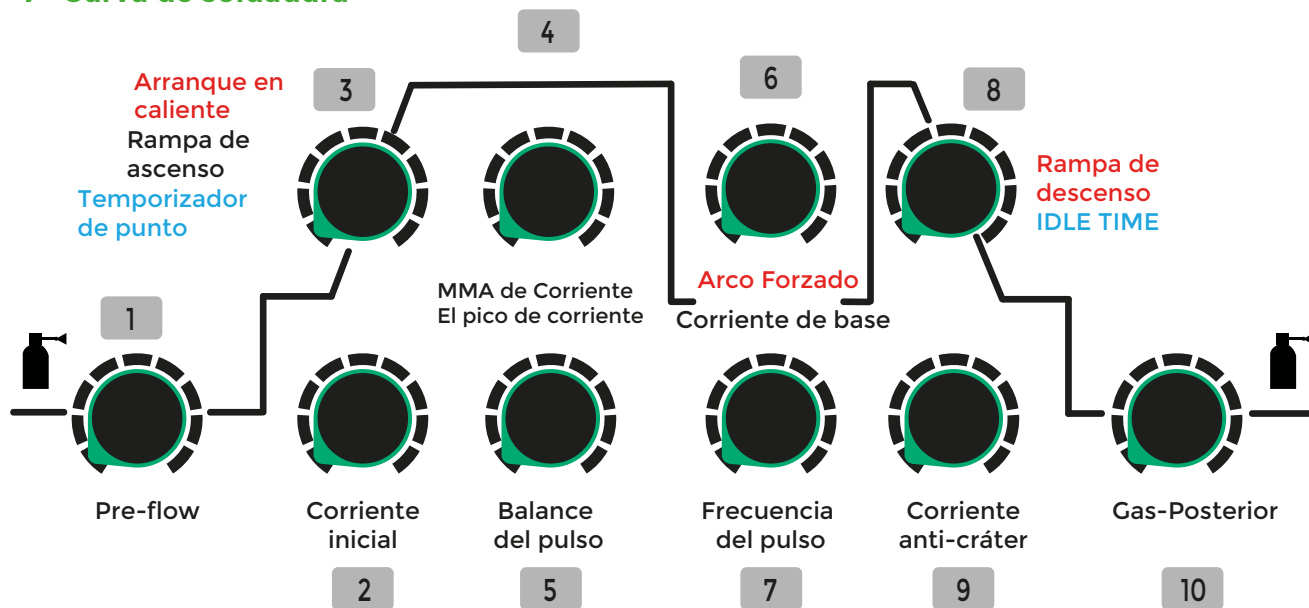 Curva de soldadura
4
3
6
8
Arranque en
caliente
Rampa de
ascenso
Temporizador
de punto
Rampa de
descenso
IDLE TIME
MMA de Corriente
El pico de corriente
Arco Forzado
Corriente de base
1
Pre-flow
Corriente
inicial
Balance
del pulso
Frecuencia
del pulso
Corriente
anti-cráter
Gas-Posterior
2
5
7
9
10